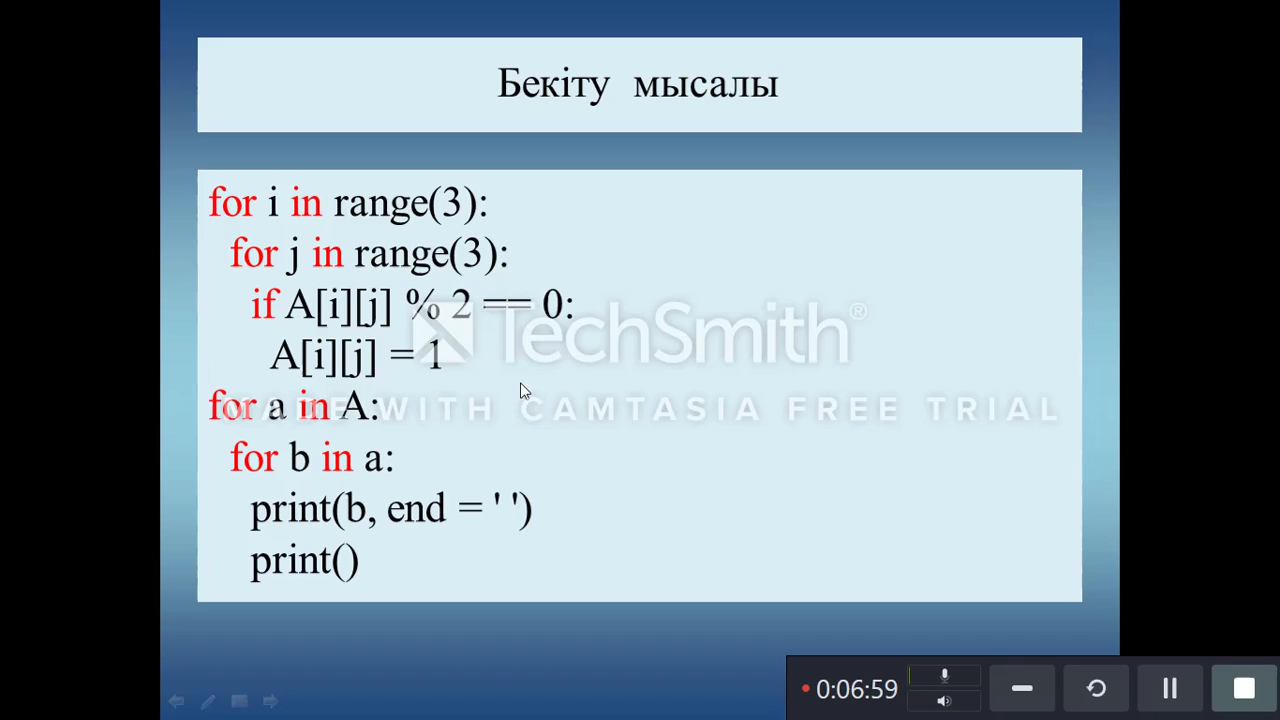 Бекіту мысалы
for i in range(3):
for j in range(3):
if A[i][j] % 2 == 0:
A[i][j] = 1
for a in A:
for b in a:
print(b, end = ' ')
print()
TechSmith®
MADE WITH CAMTASIA FREE TRIAL
0:06:59